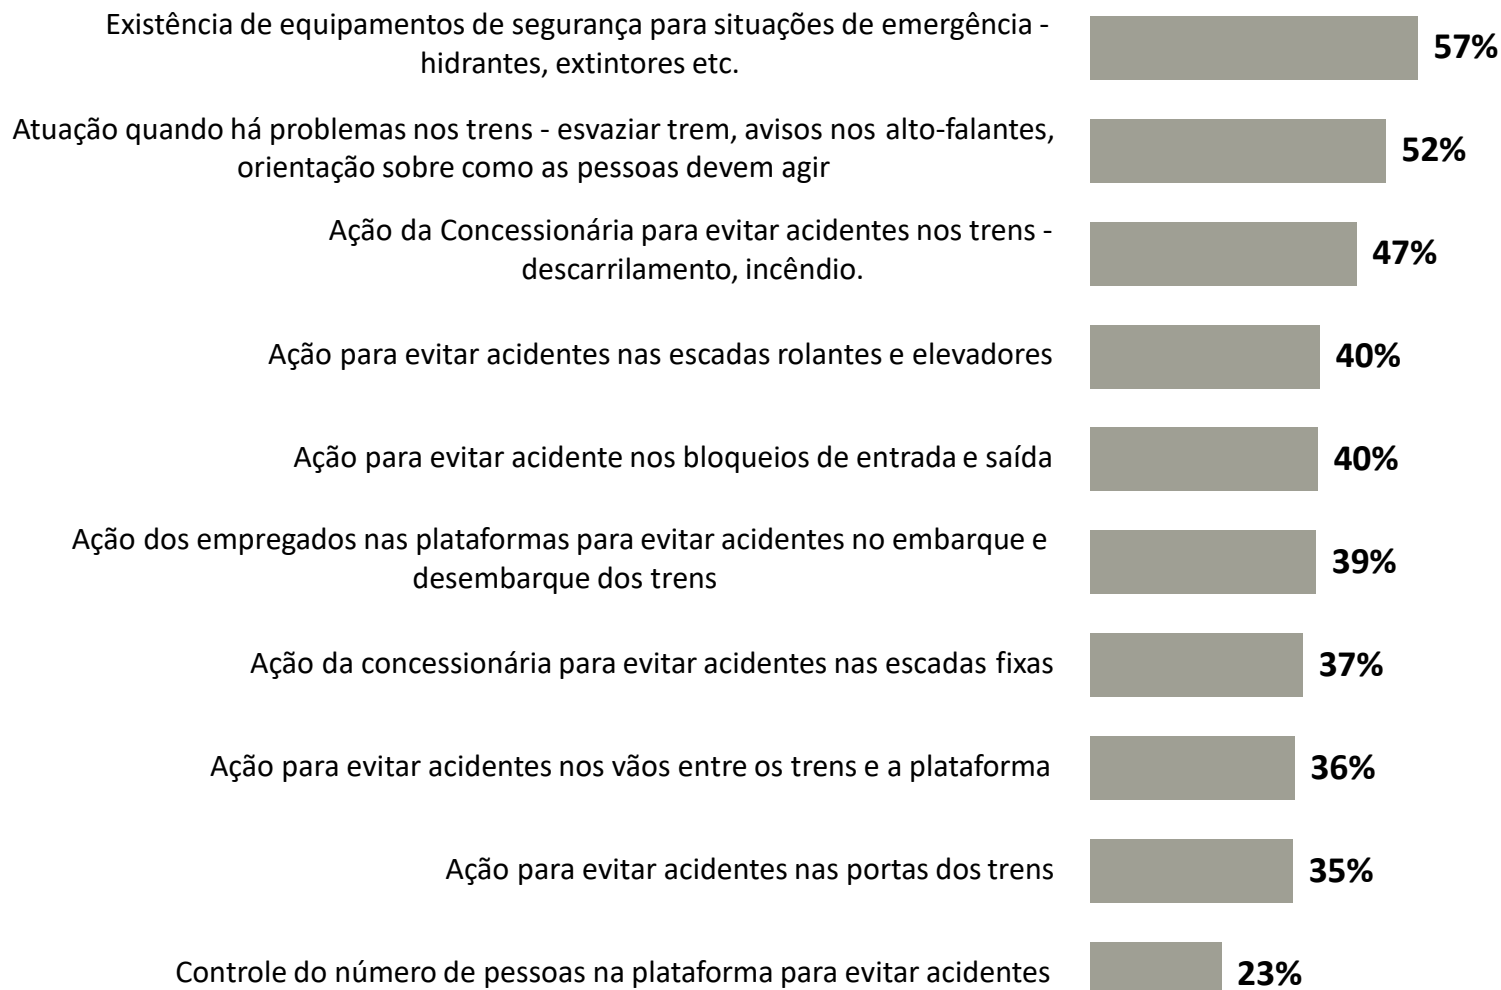 Existência de equipamentos de segurança para situações de emergência -
hidrantes, extintores etc.
57%
Atuação quando há problemas nos trens - esvaziar trem, avisos nos alto-falantes,
orientação sobre como as pessoas devem agir
52%
Ação da Concessionária para evitar acidentes nos trens -
descarrilamento, incêndio.
47%
Ação para evitar acidentes nas escadas rolantes e elevadores
40%
Ação para evitar acidente nos bloqueios de entrada e saída
40%
Ação dos empregados nas plataformas para evitar acidentes no embarque e
desembarque dos trens
39%
Ação da concessionária para evitar acidentes nas escadas fixas
37%
Ação para evitar acidentes nos vãos entre os trens e a plataforma
36%
Ação para evitar acidentes nas portas dos trens
35%
Controle do número de pessoas na plataforma para evitar acidentes
23%